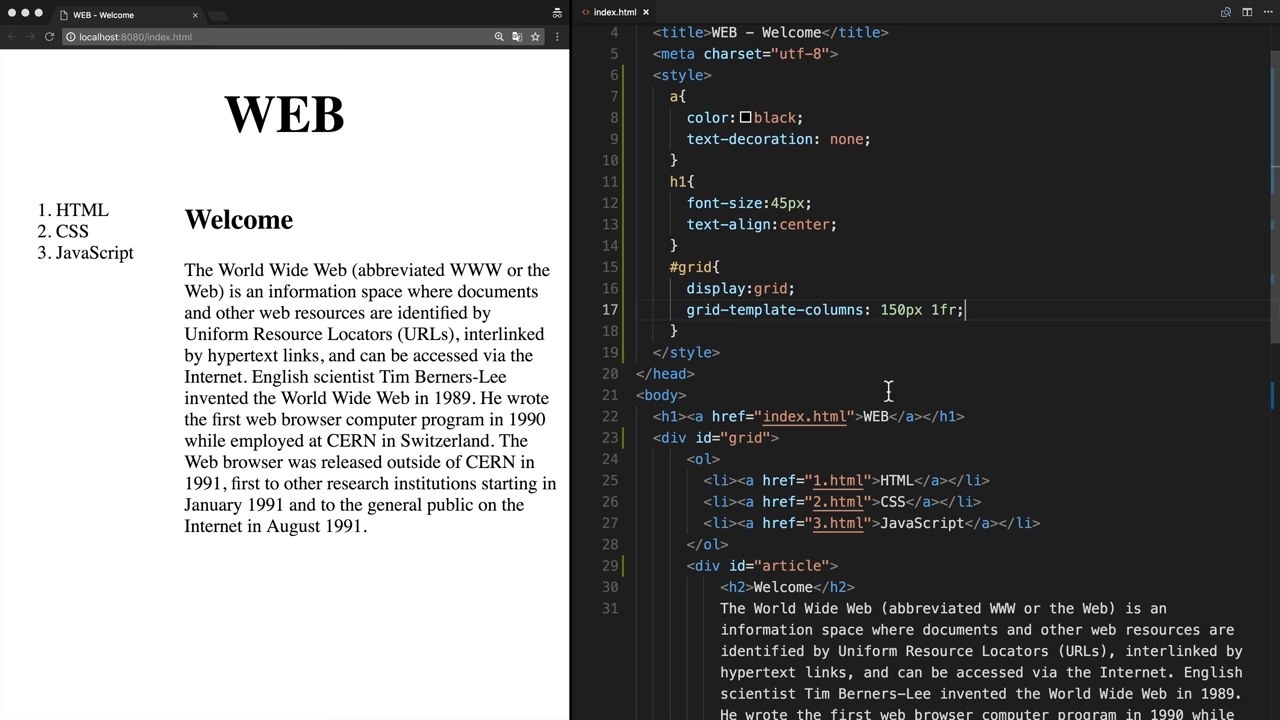 WEB - Welcome
localhost:8080/index.html
WEB
1. HTML
2. CSS
3. JavaScript
Welcome
The World Wide Web (abbreviated WWW or the
Web) is an information space where documents
and other web resources are identified by
Uniform Resource Locators (URLs), interlinked
by hypertext links, and can be accessed via the
Internet. English scientist Tim Berners-Lee
invented the World Wide Web in 1989. He wrote
the first web browser computer program in 1990
while employed at CERN in Switzerland. The
Web browser was released outside of CERN in
1991, first to other research institutions starting in
January 1991 and to the general public on the
Internet in August 1991.
index.html
4 <title>WEB - Welcome</title>
5 <meta charset="utf-8">
6 <style>
7 a{
8 color:black;
9 text-decoration: none;
10 }
11 h1{
12 font-size:45px;
13 text-align:center;
14 }
15 #grid{
16 display:grid;
17 grid-template-columns: 150px 1fr;
18 }
19 </style>
20 </head>
21 <body>
22 <h1><a href="index.html">WEB</a></h1>
23 <div id="grid">
24 <ol>
25 <li><a href="1.html">HTML</a></li>
26 <li><a href="2.html">CSS</a></li>
27 <li><a href="3.html">JavaScript</a></li>
28 </ol>
29 <div id="article">
30 <h2>Welcome</h2>
31 The World Wide Web (abbreviated WWW or the Web) is an
information space where documents and other web resources are
identified by Uniform Resource Locators (URLs), interlinked by
hypertext links, and can be accessed via the Internet. English
scientist Tim Berners-Lee invented the World Wide Web in 1989.
He wrote the first web browser computer program in 1990 while